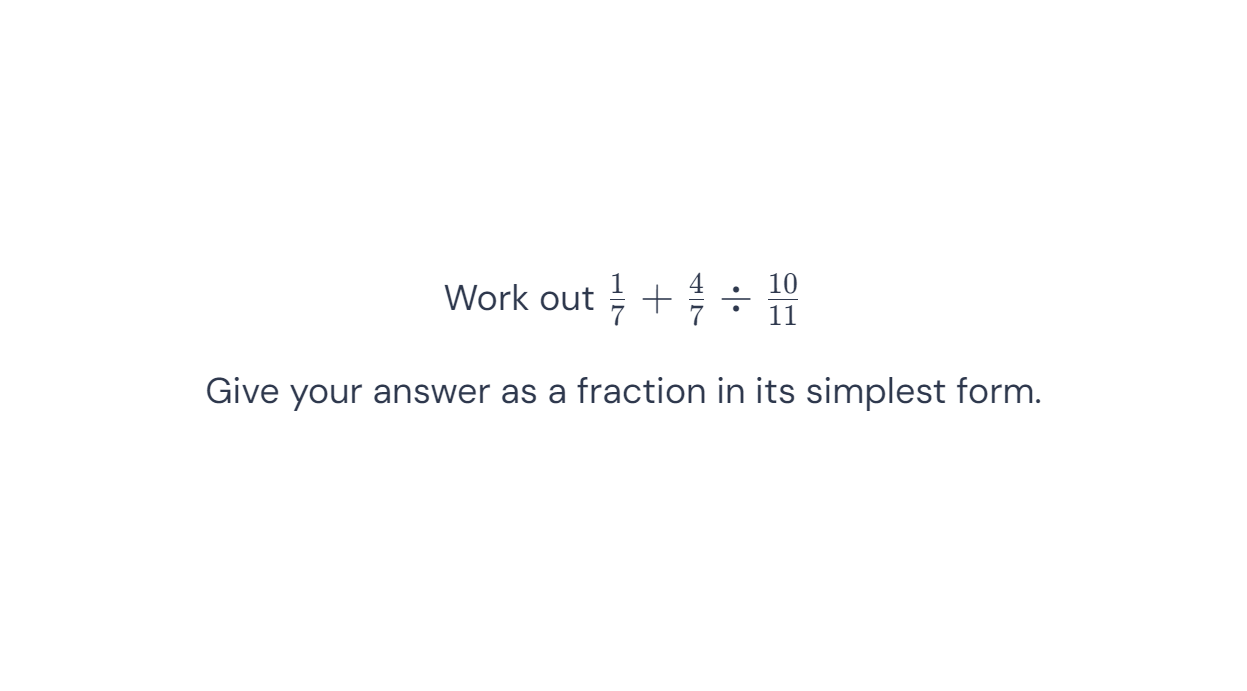 Work out $\frac{1}{7} + \frac{4}{7} \div \frac{10}{11}$
Give your answer as a fraction in its simplest form.